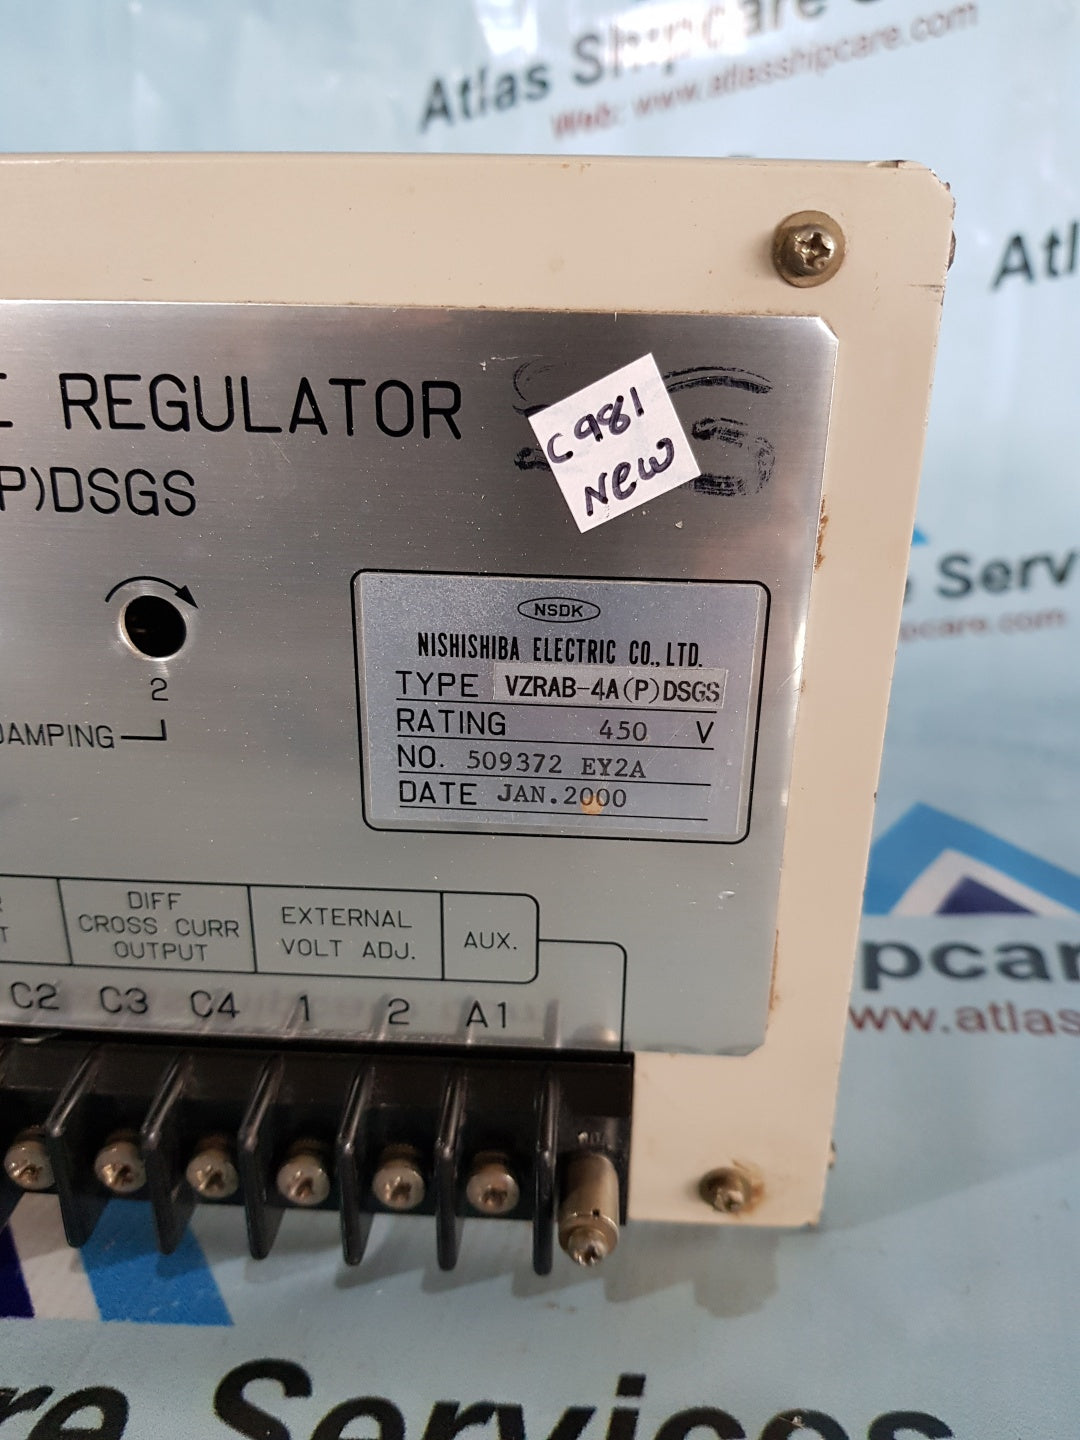 Atlas Shipcare
Web: www.atlasshipcare.com
REGULATOR
C981
New
P)DSGS
NSDK
NISHISHIBA ELECTRIC CO., LTD.
TYPE VZRAB-4A(P)DSGS
RATING 450 V
NO. 509372 EY2A
DATE JAN.2000
2
DAMPING
DIFF
CROSS CURR
OUTPUT
EXTERNAL
VOLT ADJ.
AUX.
C2 C3 C4 1 2 A1
Atl
e Serv
pcare.com
pcar
ww.atlas
re Services